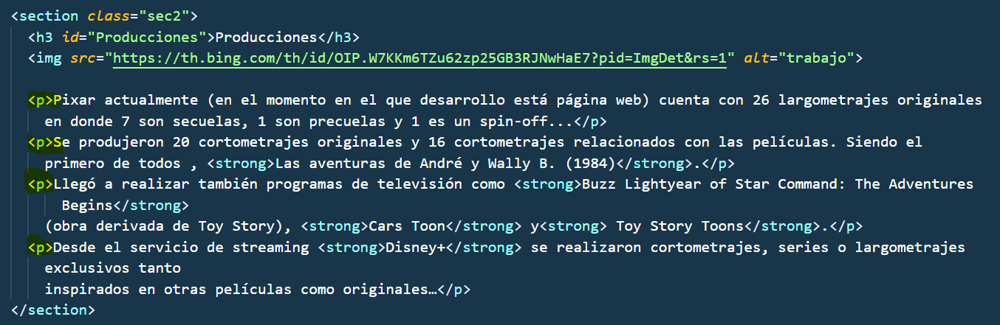 <section class="sec2">
<h3 id="Producciones">Producciones</h3>
<img src="https://th.bing.com/th/id/OIP.W7KKm6TZu62zp25GB3RJNwHaE7?pid=ImgDet&rs=1" alt="trabajo">
<p>Pixar actualmente (en el momento en el que desarrollo está página web) cuenta con 26 largometrajes originales
en donde 7 son secuelas, 1 son precuelas y 1 es un spin-off...</p>
<p>Se produjeron 20 cortometrajes originales y 16 cortometrajes relacionados con las películas. Siendo el
primero de todos , <strong>Las aventuras de André y Wally B. (1984)</strong>.</p>
<p>Llegó a realizar también programas de televisión como <strong>Buzz Lightyear of Star Command: The Adventures
Begins</strong>
(obra derivada de Toy Story), <strong>Cars Toon</strong> y<strong> Toy Story Toons</strong>.</p>
<p>Desde el servicio de streaming <strong>Disney+</strong> se realizaron cortometrajes, series o largometrajes
exclusivos tanto
inspirados en otras películas como originales…</p>
</section>